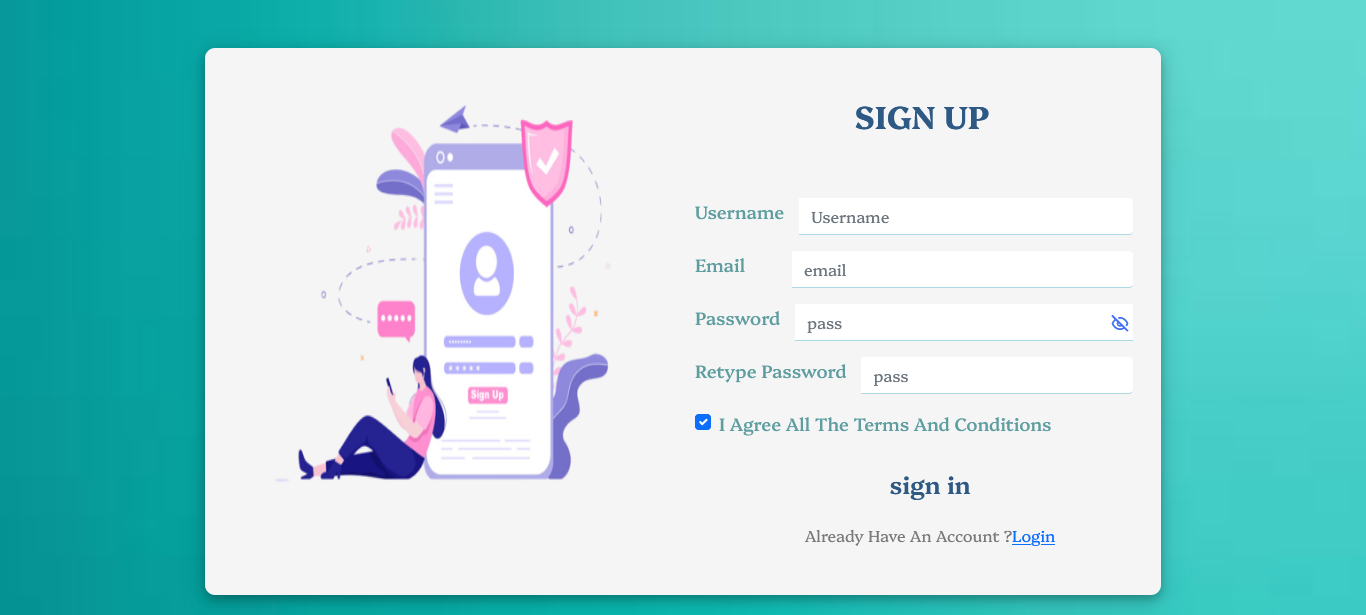 SIGN UP
Username Username
Email email
Password pass
Retype Password pass
I Agree All The Terms And Conditions
Sign Up
sign in
Already Have An Account ?Login